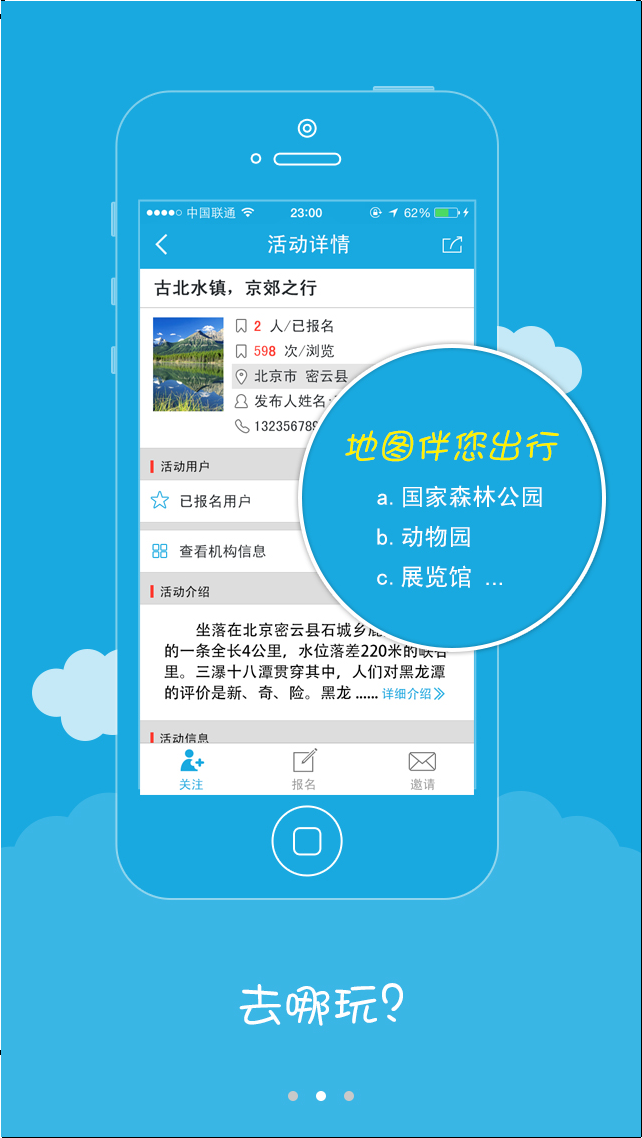 中国联通 23:00 62%
活动详情
古北水镇，京郊之行
2 人/已报名
598 次/浏览
北京市 密云县
发布人姓名:
132356789
地图伴您出行
a. 国家森林公园
b. 动物园
c. 展览馆 ...
活动用户
已报名用户
查看机构信息
活动介绍
坐落在北京密云县石城乡鹿
的一条全长4公里，水位落差220米的峡谷
里。三瀑十八潭贯穿其中，人们对黑龙潭
的评价是新、奇、险。黑龙 ...... 详细介绍
活动信息
关注 报名 邀请
去哪玩?